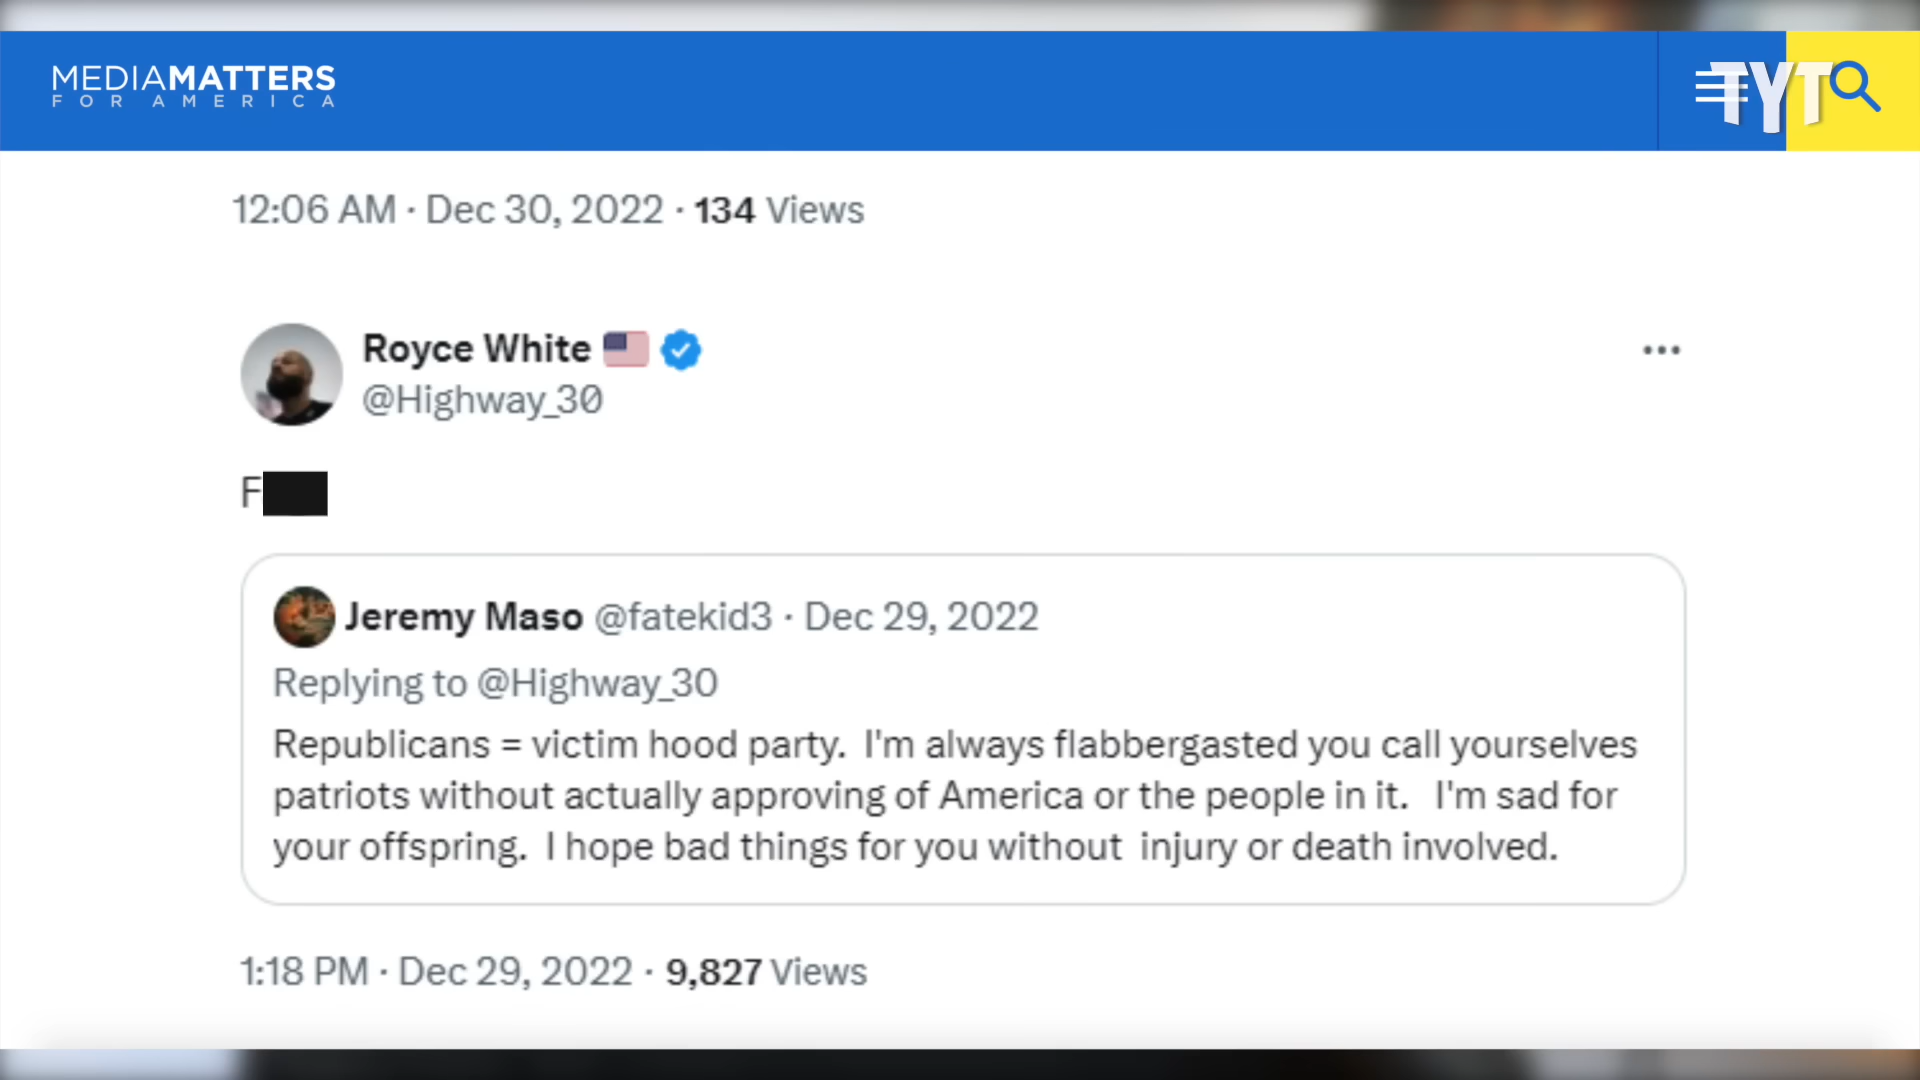 MEDIAMATTERS
FOR AMERICA
TYT
12:06 AM · Dec 30, 2022 · 134 Views
Royce White
@Highway_30
F
Jeremy Maso @fatekid3 · Dec 29, 2022
Replying to @Highway_30
Republicans = victim hood party. I'm always flabbergasted you call yourselves
patriots without actually approving of America or the people in it. I'm sad for
your offspring. I hope bad things for you without injury or death involved.
1:18 PM · Dec 29, 2022 · 9,827 Views